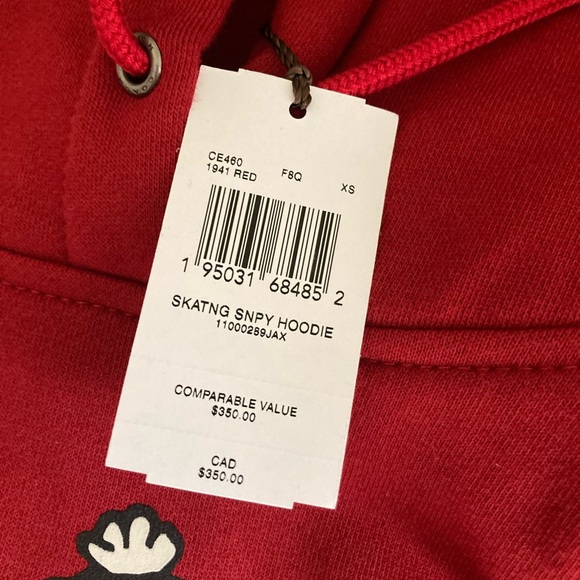 CE460 F8Q XS
1941 RED
1 95031 68485 2
SKATNG SNPY HOODIE
11000289JAX
COMPARABLE VALUE
$350.00
CAD
$350.00